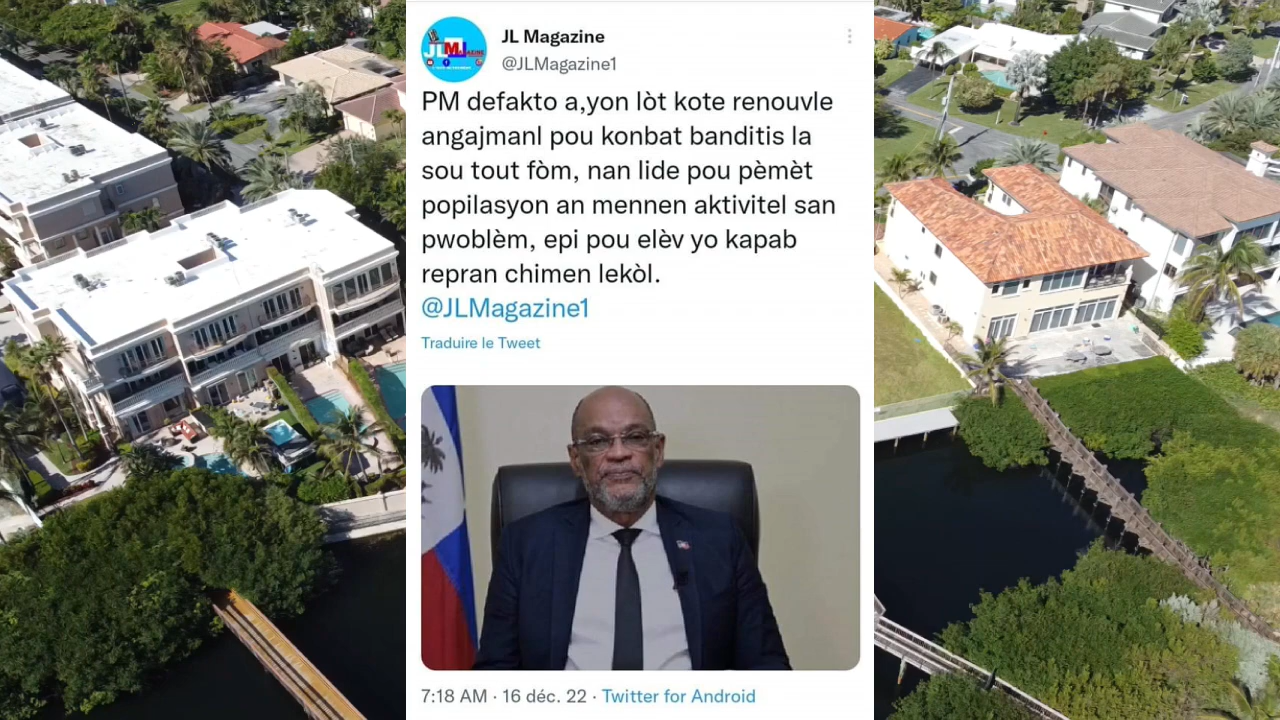 JL Magazine
@JLMagazine1
PM defakto a,yon lòt kote renouvle
angajmanl pou konbat banditis la
sou tout fòm, nan lide pou pèmèt
popilasyon an mennen aktivitel san
pwoblèm, epi pou elèv yo kapab
repran chimen lekòl.
@JLMagazine1
Traduire le Tweet
7:18 AM · 16 déc. 22 · Twitter for Android